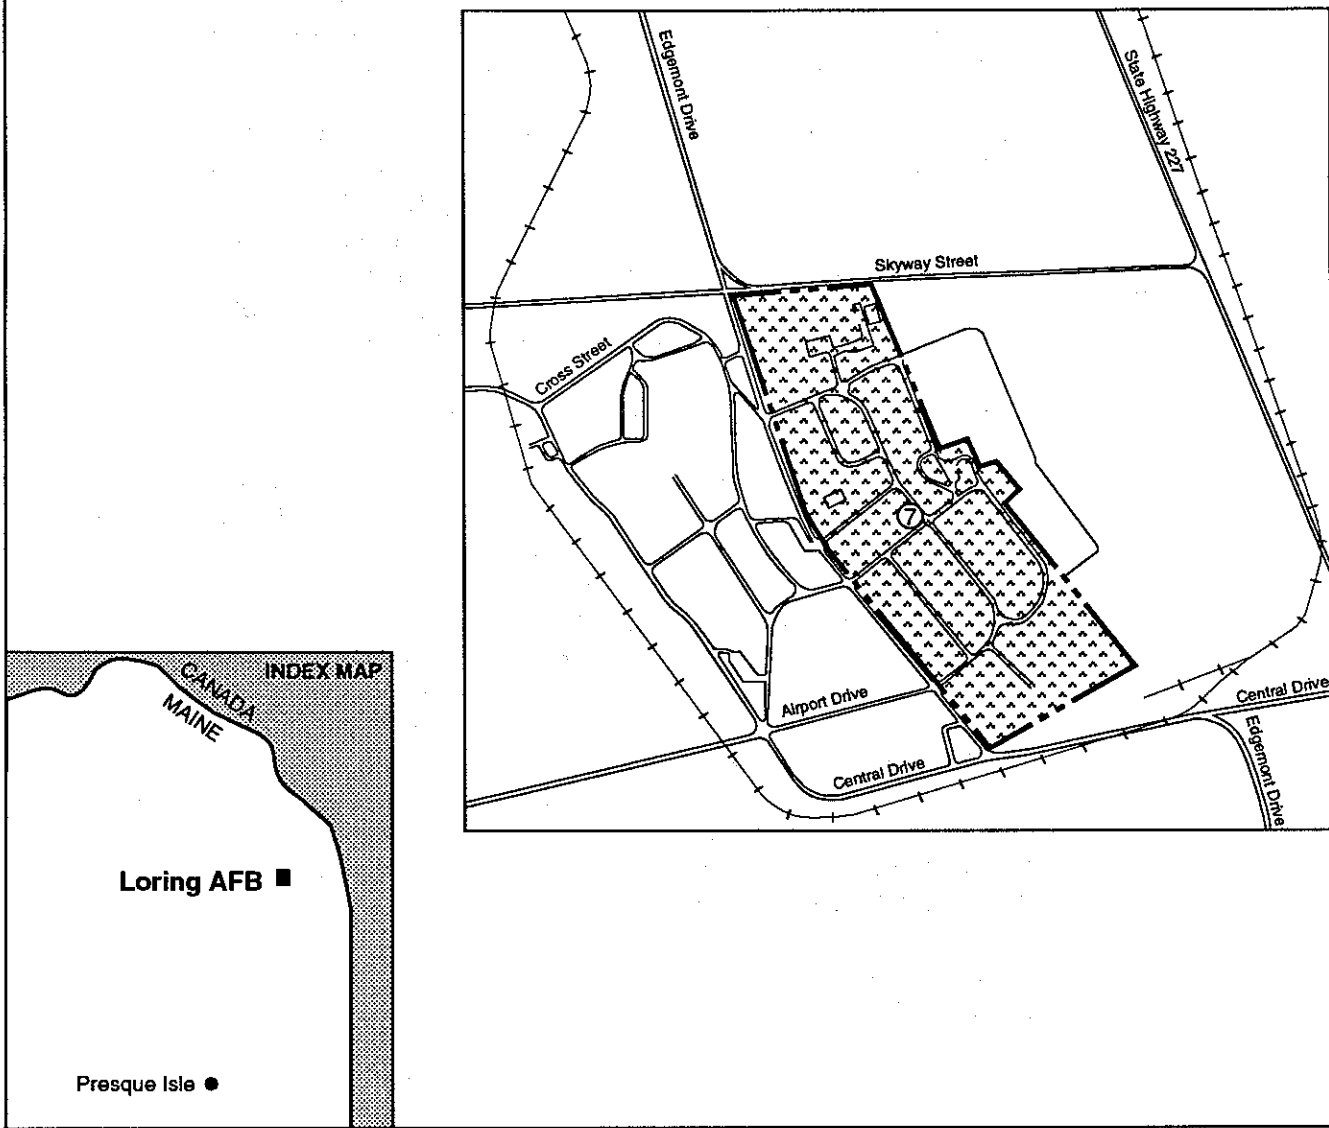 Edgemont Drive
State Highway 227
Skyway Street
Cross Street
7
Airport Drive
Central Drive
Central Drive
Edgemont Drive
INDEX MAP
CANADA
MAINE
Loring AFB
Presque Isle